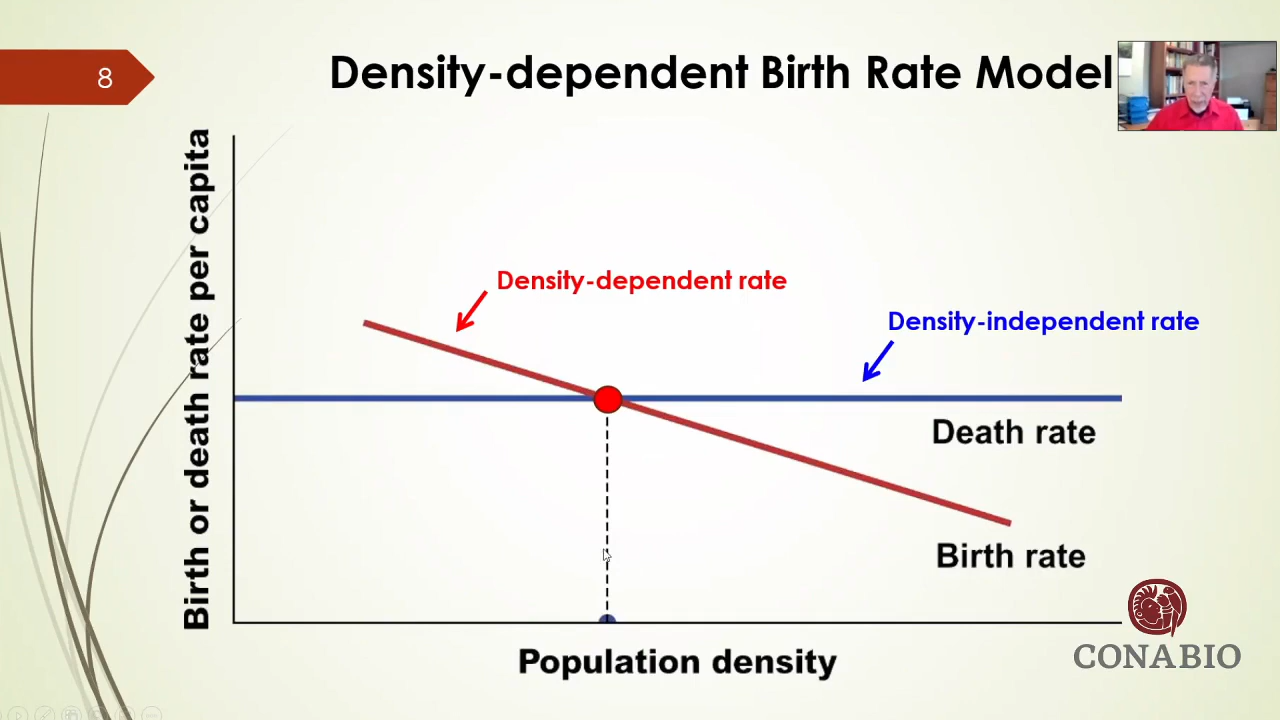 8
Density-dependent Birth Rate Model
Birth or death rate per capita
Density-dependent rate
Density-independent rate
Death rate
Birth rate
Population density
CONABIO